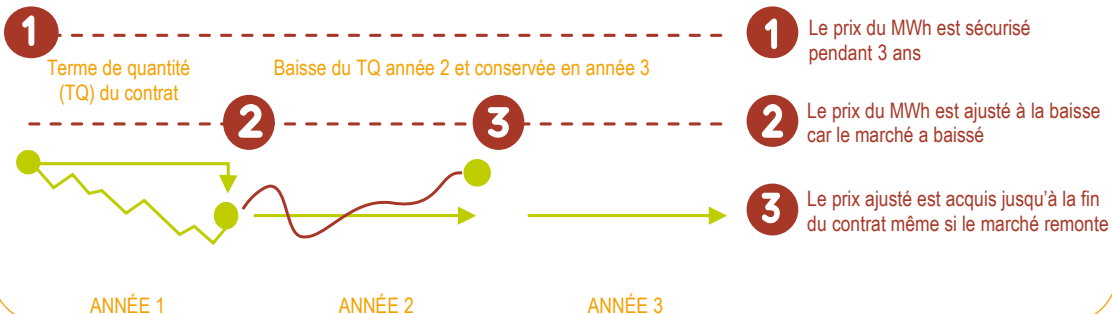 1
1
Le prix du MWh est sécurisé
pendant 3 ans
Terme de quantité
(TQ) du contrat
Baisse du TQ année 2 et conservée en année 3
2
3
2
Le prix du MWh est ajusté à la baisse
car le marché a baissé
3
Le prix ajusté est acquis jusqu'à la fin
du contrat même si le marché remonte
ANNÉE 1
ANNÉE 2
ANNÉE 3